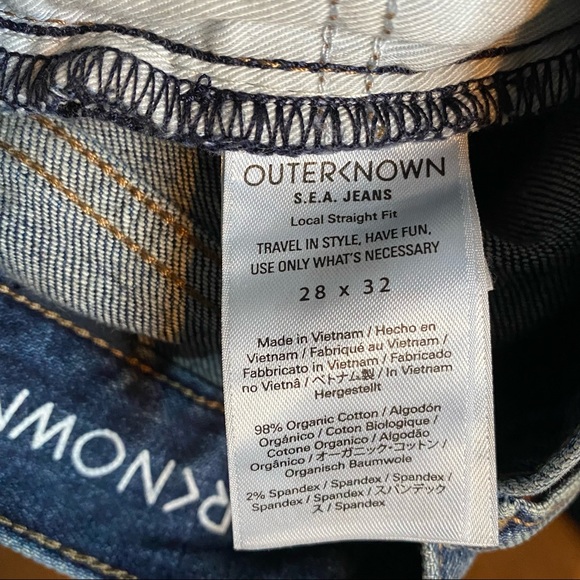 OUTERKNOWN
S.E.A. JEANS
Local Straight Fit
TRAVEL IN STYLE, HAVE FUN,
USE ONLY WHAT'S NECESSARY
28 x 32
Made in Vietnam / Hecho en
Vietnam / Fabriqué au Vietnam /
Fabbricato in Vietnam / Fabricado
no Vietnã / ベトナム製 / In Vietnam
Hergestellt
98% Organic Cotton / Algodón
Orgánico / Coton Biologique /
Cotone Organico / Algodão
Orgânico / オーガニック・コットン /
Organisch Baumwole
2% Spandex / Spandex / Spandex /
Spandex / Spandex / スパンデック
ス / Spandex
RKNOWN
R